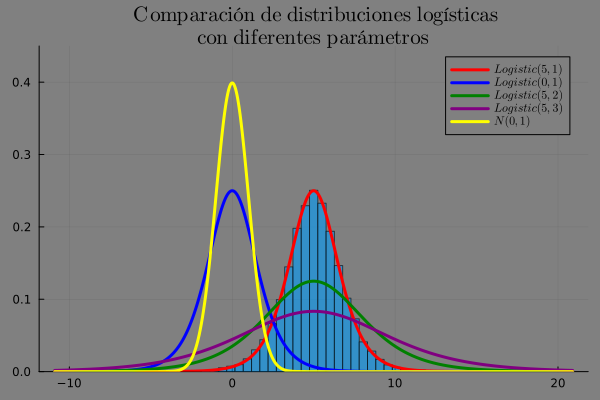 Comparación de distribuciones logísticas
con diferentes parámetros
Logistic(5,1)
Logistic(0,1)
Logistic(5,2)
Logistic(5,3)
N(0,1)
0.4
0.3
0.2
0.1
0.0
−10 0 10 20